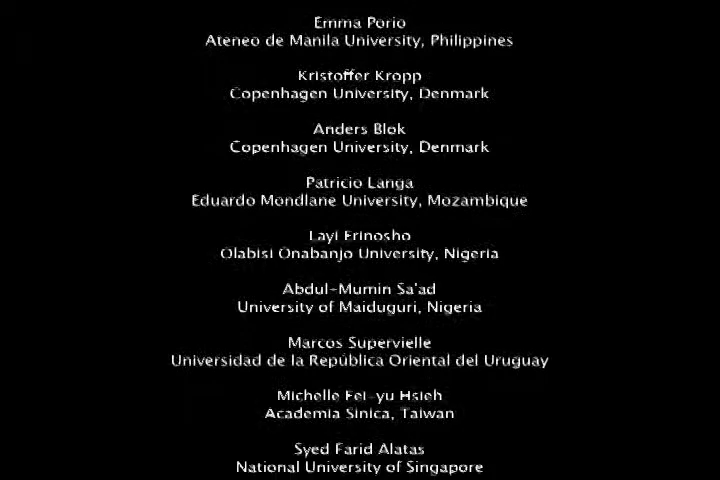 Emma Porio
Ateneo de Manila University, Philippines
Kristoffer Kropp
Copenhagen University, Denmark
Anders Blok
Copenhagen University, Denmark
Patricio Langa
Eduardo Mondlane University, Mozambique
Layi Erinosho
Olabisi Onabanjo University, Nigeria
Abdul-Mumin Sa'ad
University of Maiduguri, Nigeria
Marcos Supervielle
Universidad de la República Oriental del Uruguay
Michelle Fei-yu Hsieh
Academia Sinica, Taiwan
Syed Farid Alatas
National University of Singapore